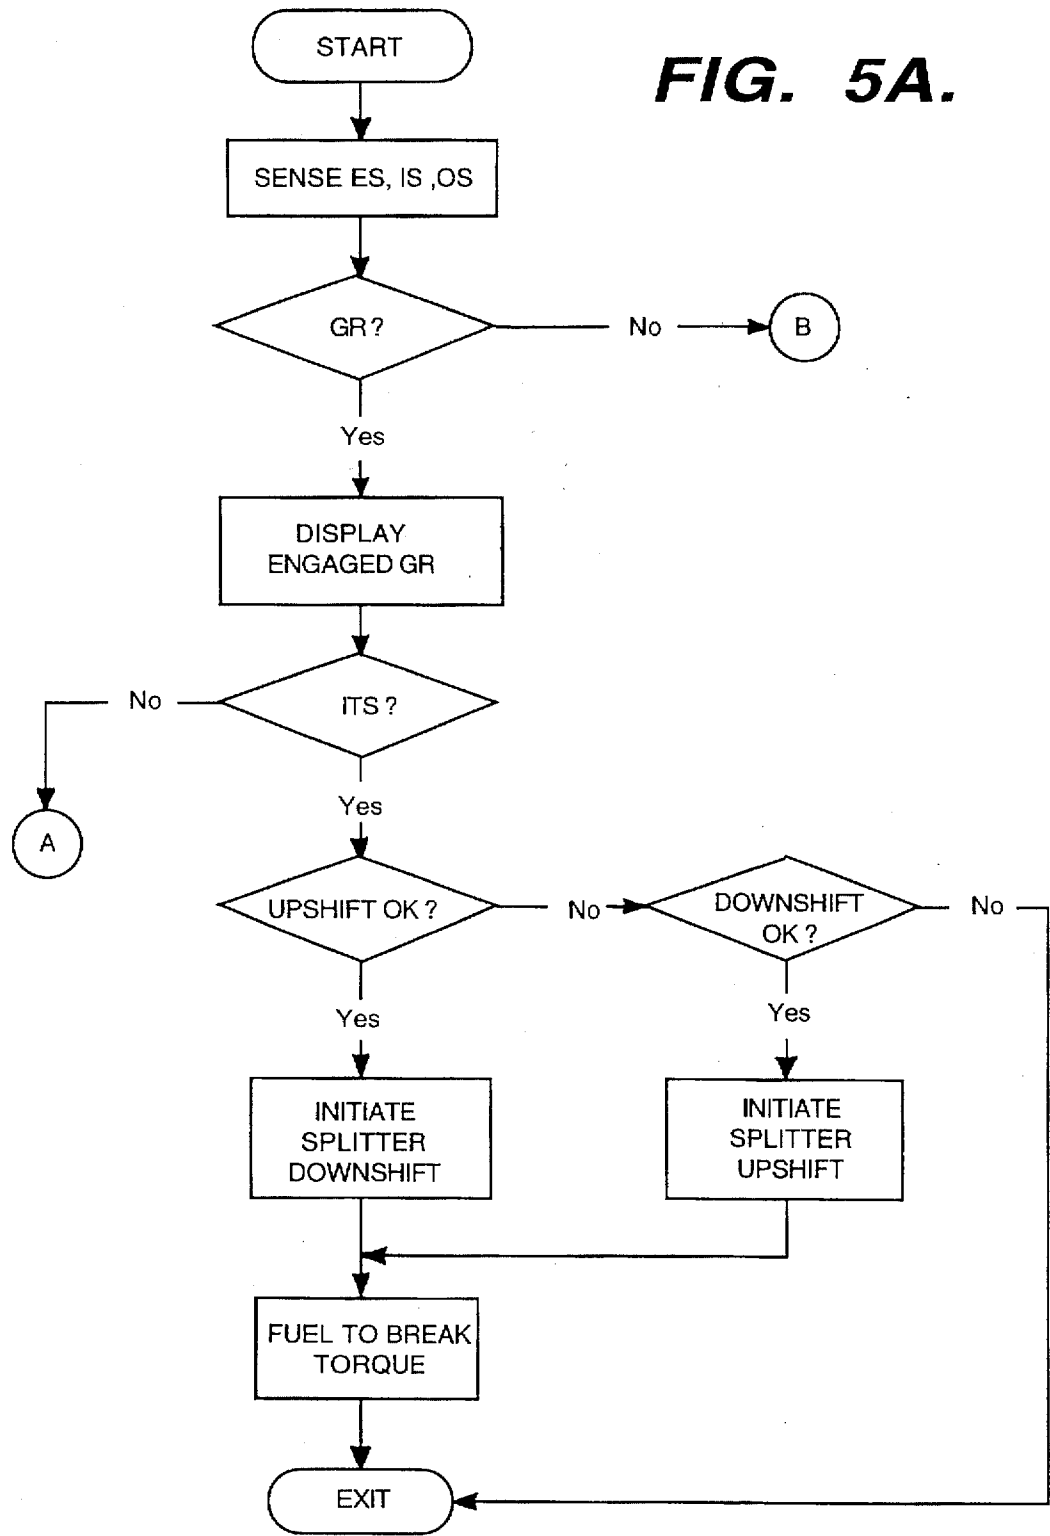 START
FIG. 5A.
SENSE ES, IS ,OS
GR?
No
B
Yes
DISPLAY
ENGAGED GR
ITS?
No
A
Yes
UPSHIFT OK?
No
DOWNSHIFT
OK?
No
Yes
Yes
INITIATE
SPLITTER
DOWNSHIFT
INITIATE
SPLITTER
UPSHIFT
FUEL TO BREAK
TORQUE
EXIT